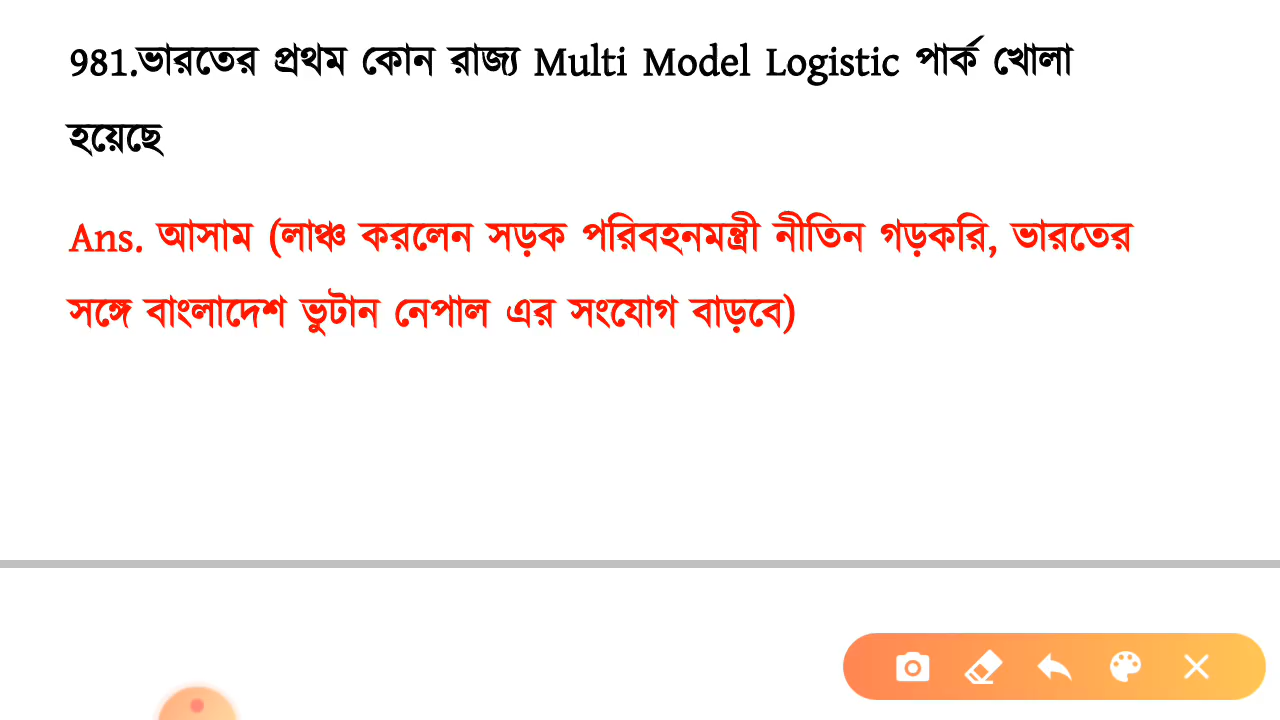 981.ভারতের প্রথম কোন রাজ্য Multi Model Logistic পার্ক খোলা
হয়েছে
Ans. আসাম (লাঞ্চ করলেন সড়ক পরিবহনমন্ত্রী নীতিন গড়করি, ভারতের
সঙ্গে বাংলাদেশ ভুটান নেপাল এর সংযোগ বাড়বে)